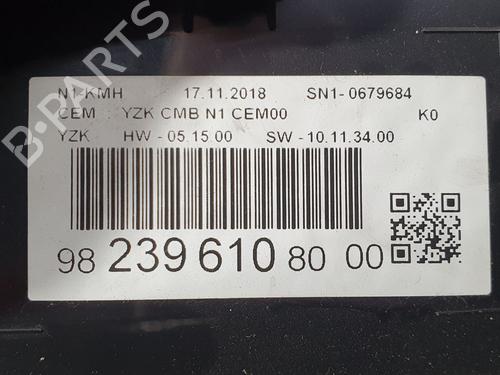 B-PARTS
N1-KMH 17.11.2018 SN1-0679684
CEM YZK CMB N1 CEM00 K0
YZK HW - 05.15.00 SW - 10.11.34.00
98 239 610 80 00